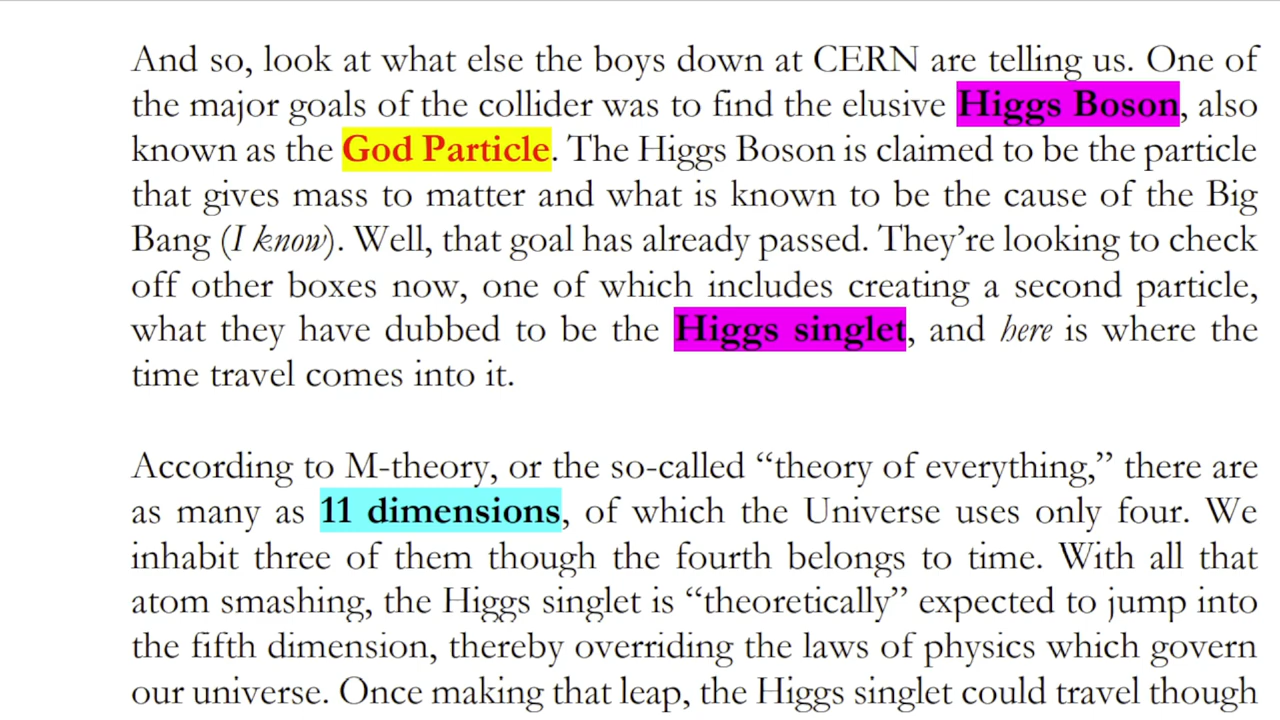 And so, look at what else the boys down at CERN are telling us. One of
the major goals of the collider was to find the elusive Higgs Boson, also
known as the God Particle. The Higgs Boson is claimed to be the particle
that gives mass to matter and what is known to be the cause of the Big
Bang (I know). Well, that goal has already passed. They’re looking to check
off other boxes now, one of which includes creating a second particle,
what they have dubbed to be the Higgs singlet, and here is where the
time travel comes into it.
According to M-theory, or the so-called “theory of everything,” there are
as many as 11 dimensions, of which the Universe uses only four. We
inhabit three of them though the fourth belongs to time. With all that
atom smashing, the Higgs singlet is “theoretically” expected to jump into
the fifth dimension, thereby overriding the laws of physics which govern
our universe. Once making that leap, the Higgs singlet could travel though